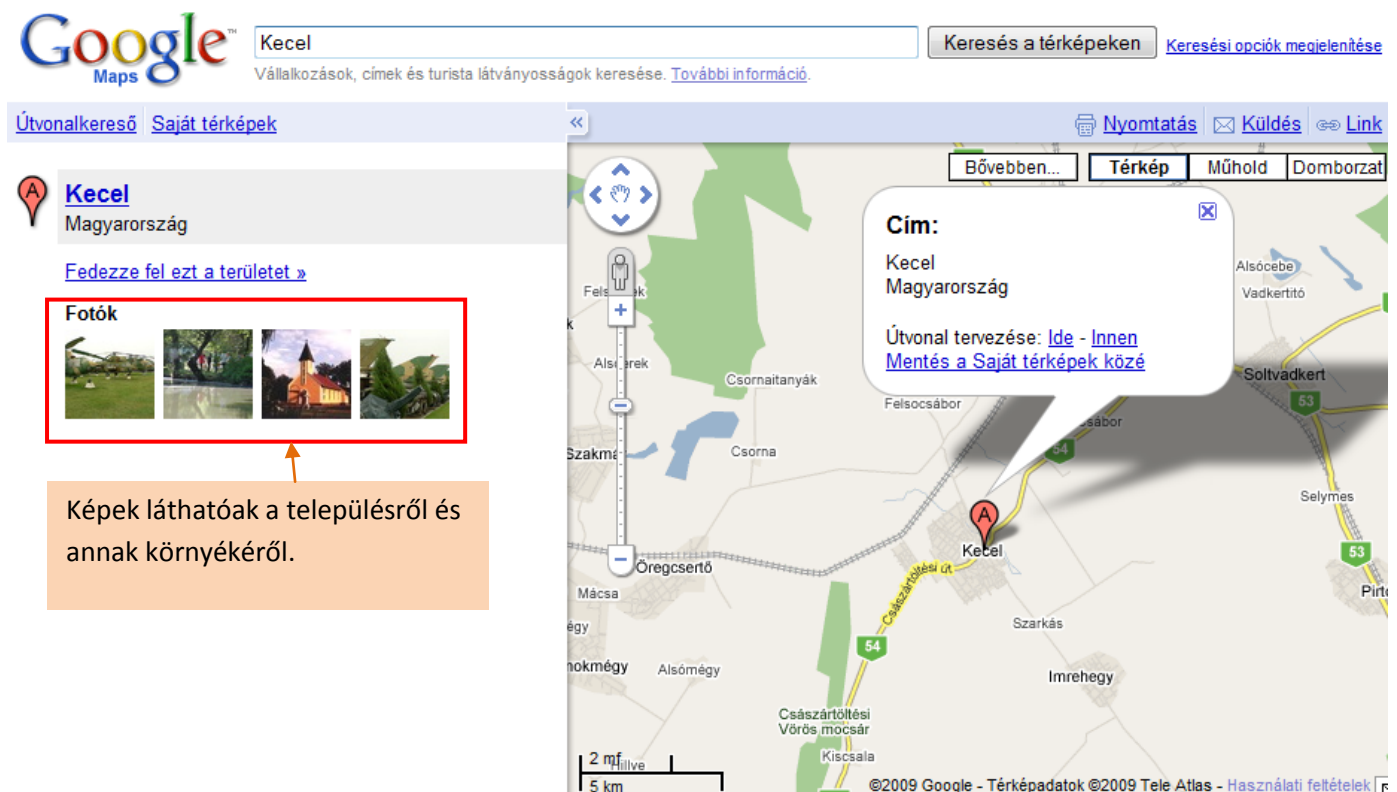 Google™
Maps
Kecel
Keresés a térképeken
Keresési opciók megjelenítése
Vállalkozások, címek és turista látványosságok keresése. További információ.
Útvonalkereső
Saját térképek
«
Nyomtatás
Küldés
Link
A
Kecel
Magyarország
Fedezze fel ezt a területet »
Fotók
Képek láthatóak a településről és
annak környékéről.
Bővebben...
Térkép
Műhold
Domborzat
Cím:
Kecel
Magyarország
Útvonal tervezése: Ide - Innen
Mentés a Saját térképek közé
Alsócebe
Vadkertitó
Csornaitanyák
Soltvadkert
53
Felsocsábor
54
Csorna
Selymes
A
Kecel
53
Öregcsertő
Császártöltési út
Mácsa
Szarkás
54
Alsómégy
Imrehegy
Császártöltési
Vörös mocsár
Kiscsala
2 mf
5 km
©2009 Google - Térképadatok ©2009 Tele Atlas - Használati feltételek